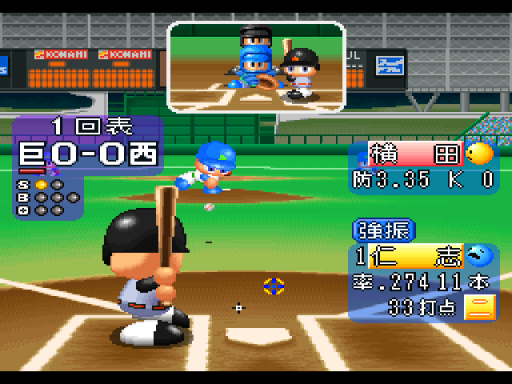 KONAMI KONAMI
1回表
巨0-0西
S
B
O
横田
防3.35 K 0
強振
1仁志
率.274 11本
33打点